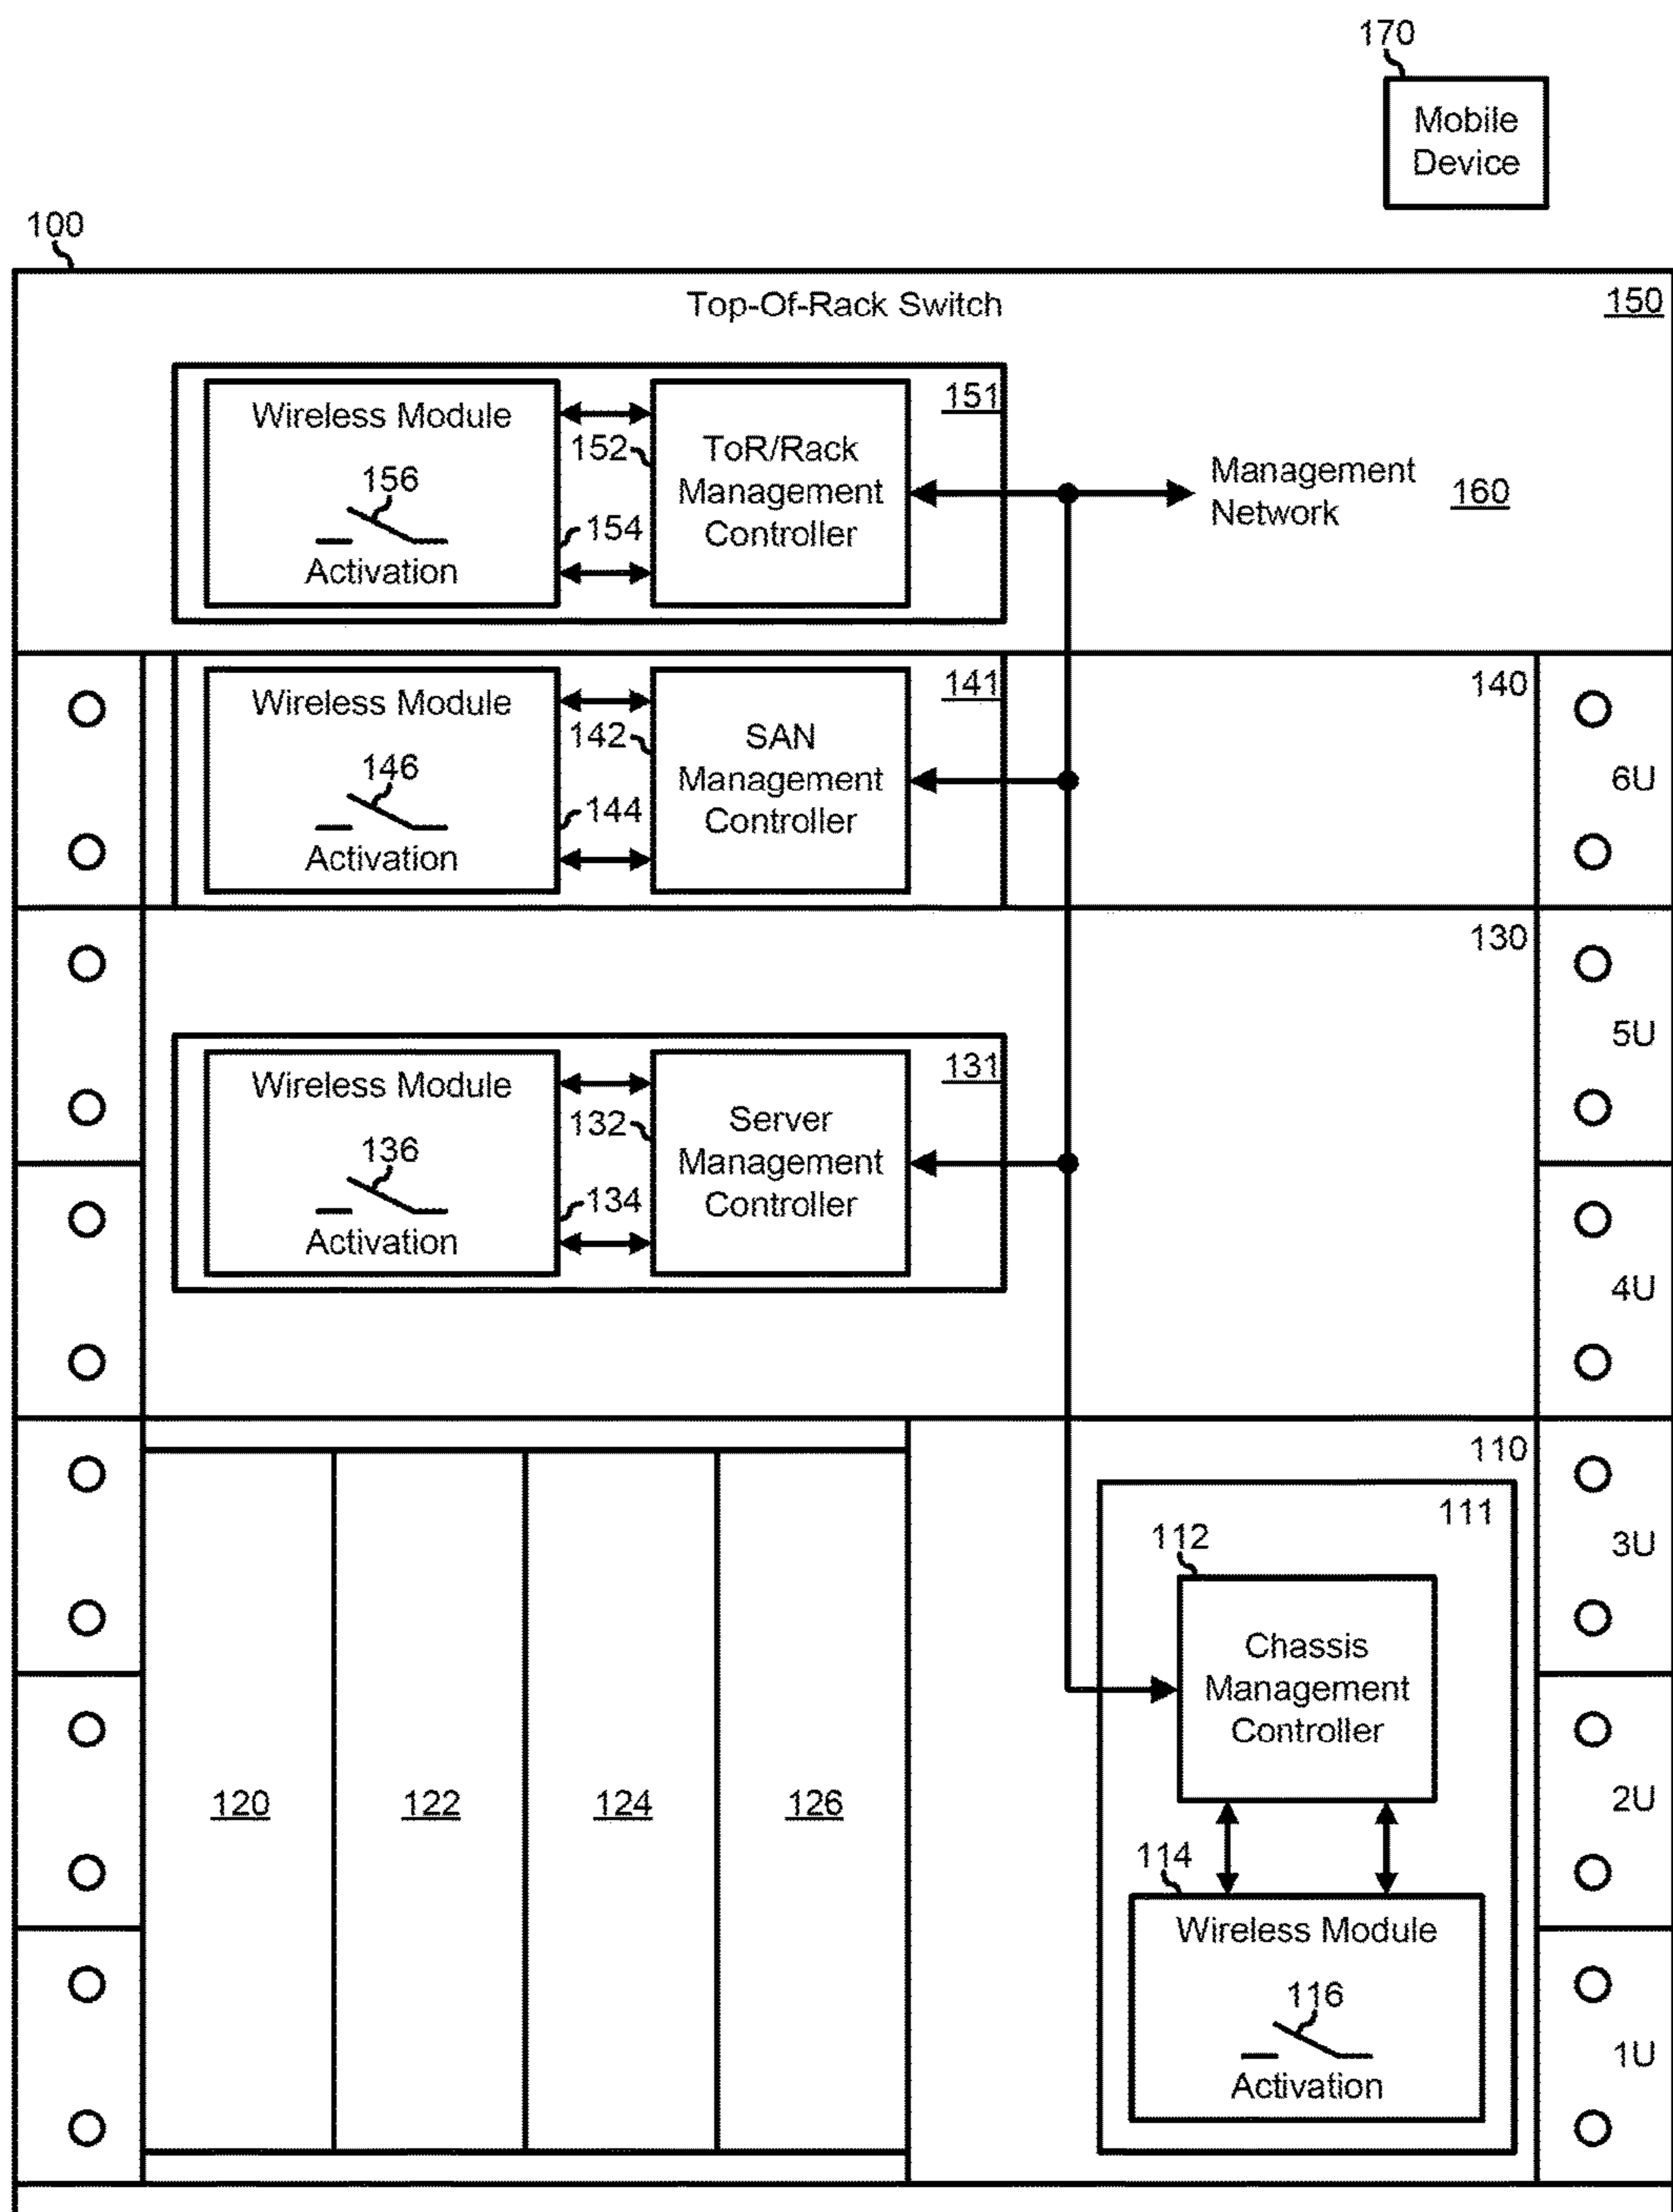 170
Mobile
Device
100
Top-Of-Rack Switch
150
Wireless Module
156
Activation
152
154
ToR/Rack
Management
Controller
151
Management
Network
160
Wireless Module
146
Activation
142
144
SAN
Management
Controller
141
140
6U
130
5U
Wireless Module
136
Activation
132
134
Server
Management
Controller
131
4U
110
111
3U
112
Chassis
Management
Controller
120
122
124
126
2U
114
Wireless Module
116
Activation
1U